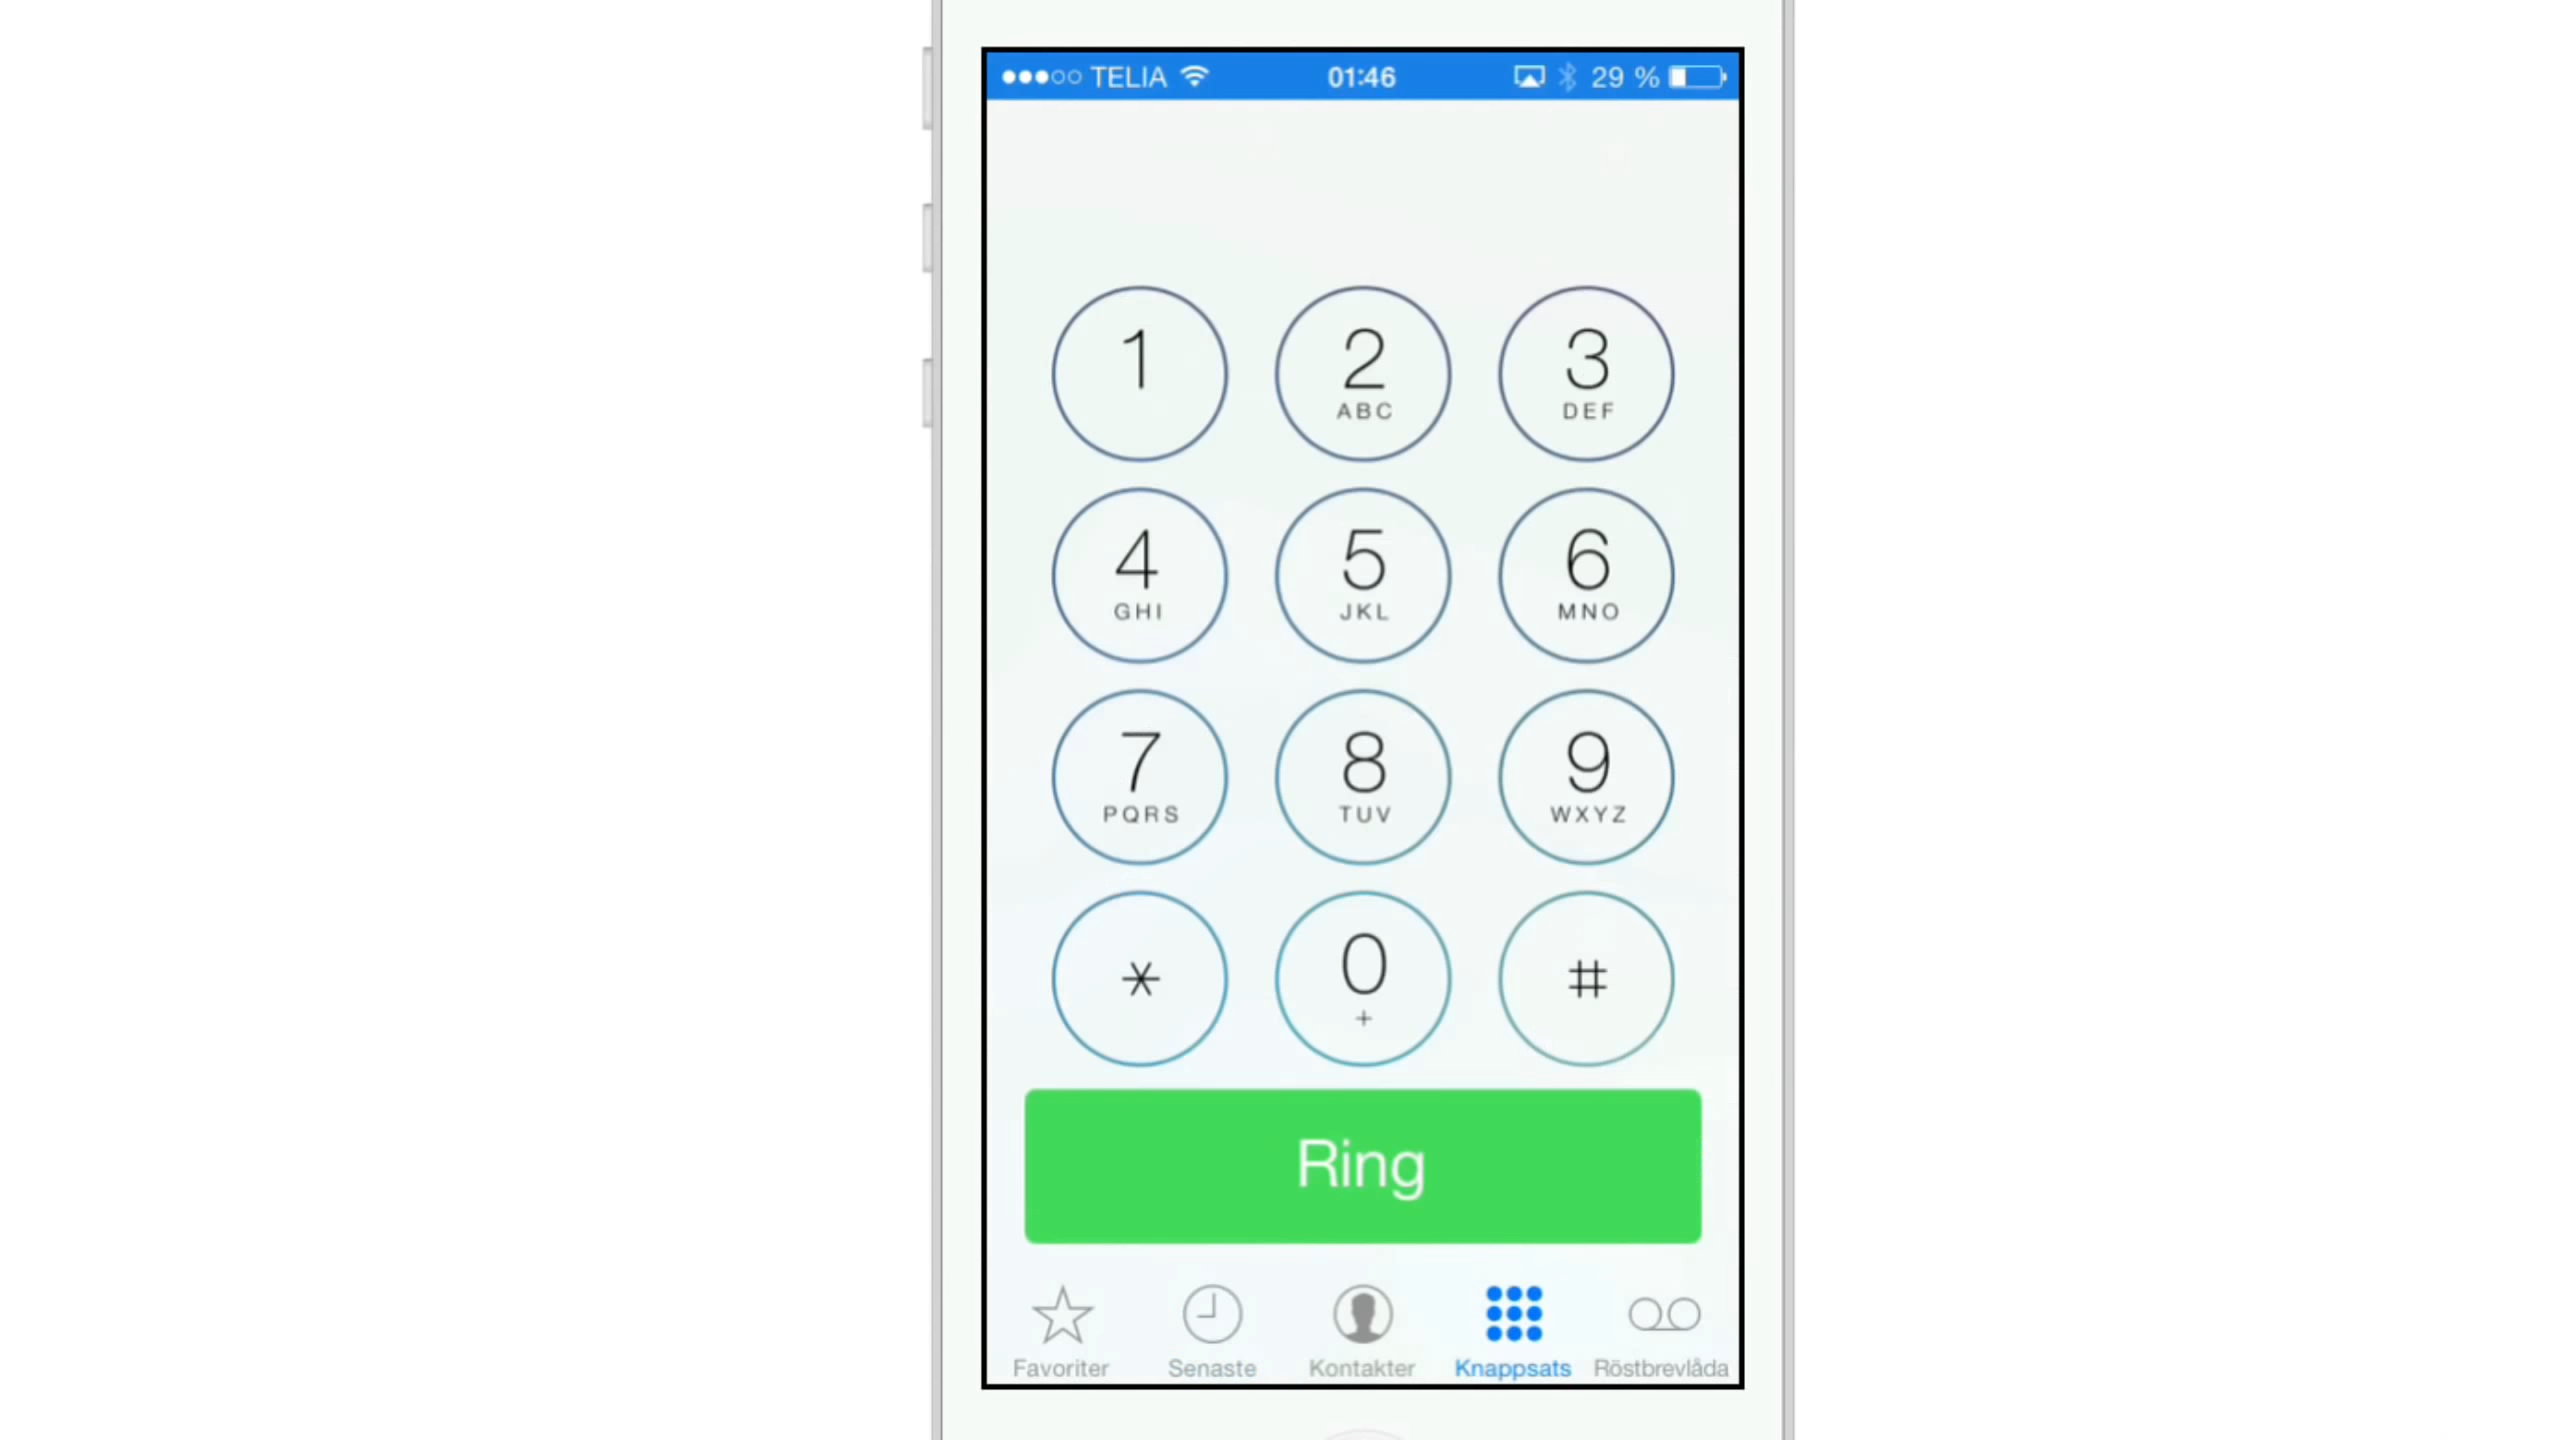 TELIA 01:46 29 %
1 2 3
ABC DEF
4 5 6
GHI JKL MNO
7 8 9
PQRS TUV WXYZ
* 0 #
+
Ring
Favoriter Senaste Kontakter Knappsats Röstbrevlåda